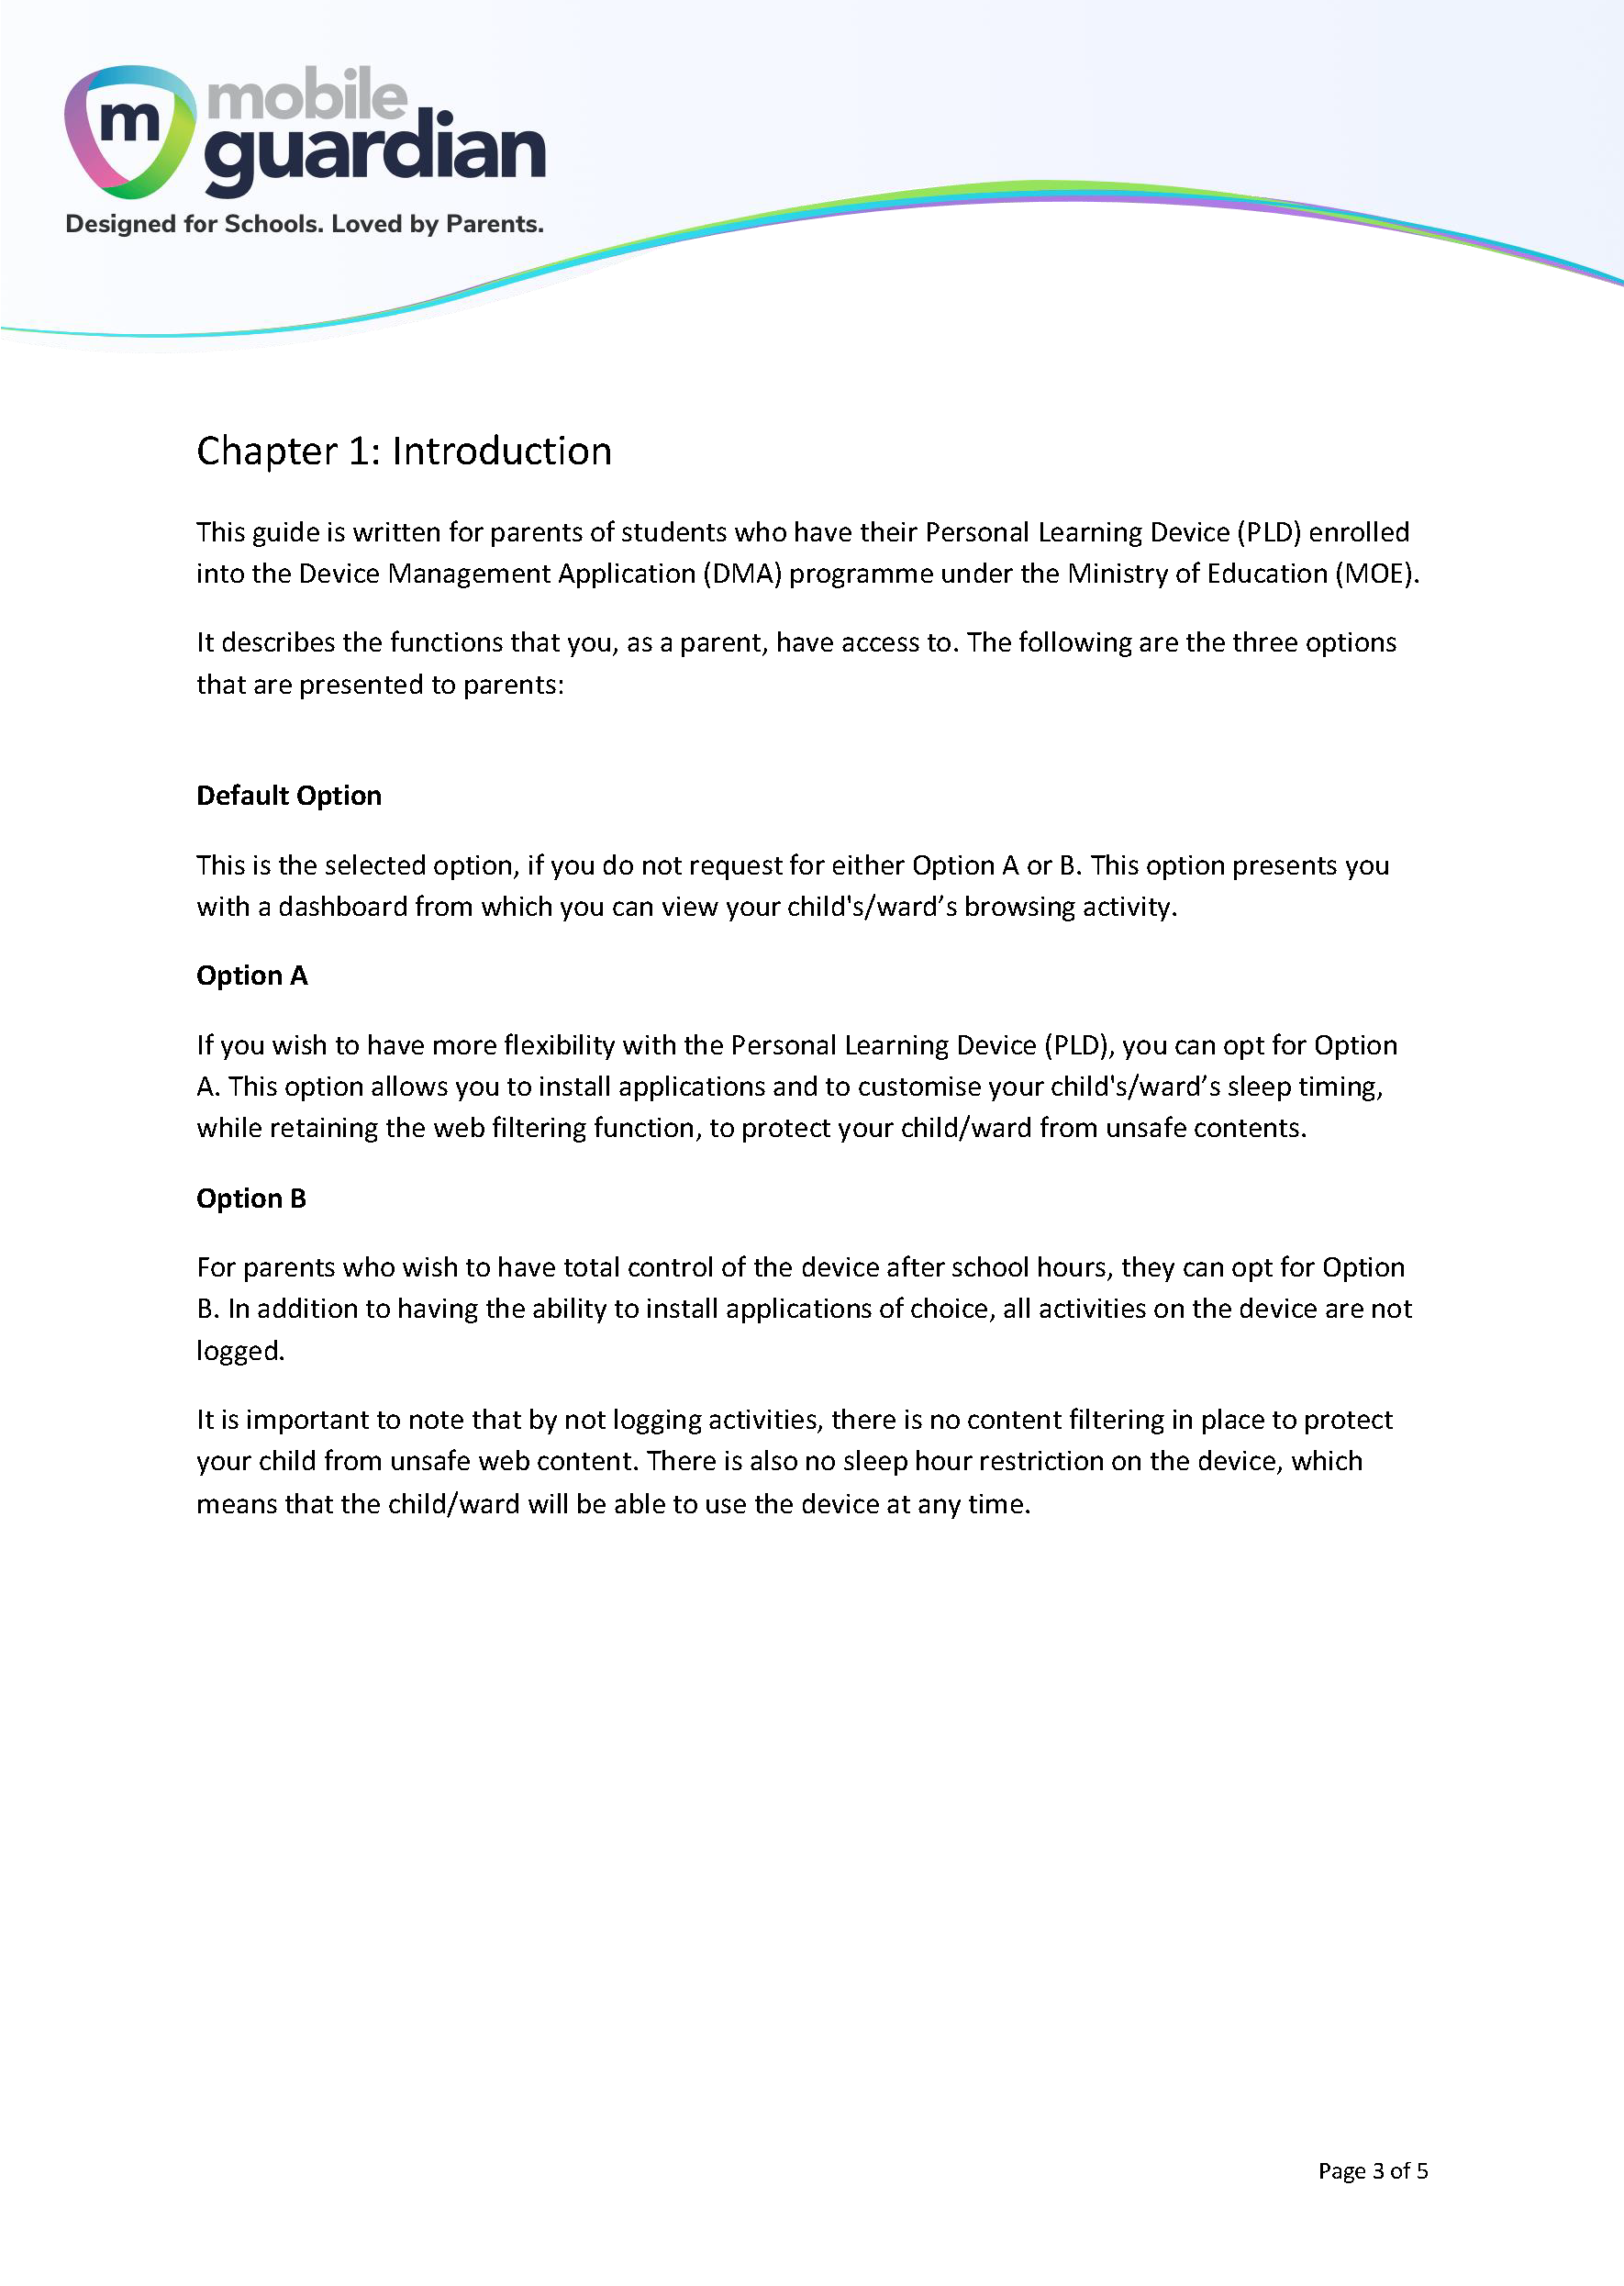 m
mobile
guardian
Designed for Schools. Loved by Parents.
Chapter 1: Introduction
This guide is written for parents of students who have their Personal Learning Device (PLD) enrolled
into the Device Management Application (DMA) programme under the Ministry of Education (MOE).
It describes the functions that you, as a parent, have access to. The following are the three options
that are presented to parents:
Default Option
This is the selected option, if you do not request for either Option A or B. This option presents you
with a dashboard from which you can view your child's/ward’s browsing activity.
Option A
If you wish to have more flexibility with the Personal Learning Device (PLD), you can opt for Option
A. This option allows you to install applications and to customise your child's/ward’s sleep timing,
while retaining the web filtering function, to protect your child/ward from unsafe contents.
Option B
For parents who wish to have total control of the device after school hours, they can opt for Option
B. In addition to having the ability to install applications of choice, all activities on the device are not
logged.
It is important to note that by not logging activities, there is no content filtering in place to protect
your child from unsafe web content. There is also no sleep hour restriction on the device, which
means that the child/ward will be able to use the device at any time.
Page 3 of 5